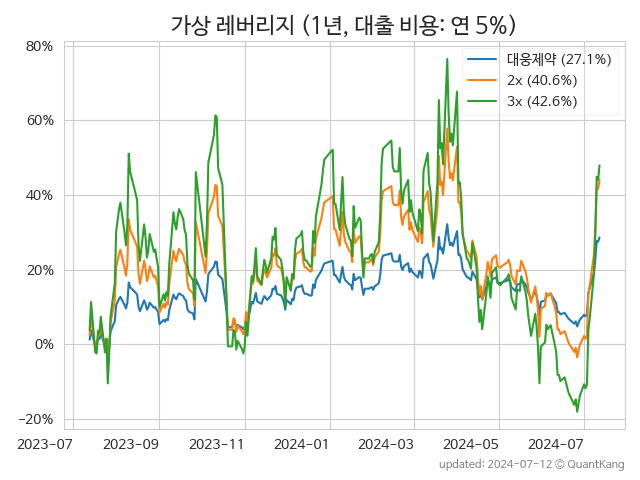 가상 레버리지 (1년, 대출 비용: 연 5%)
80%
60%
40%
20%
0%
−20%
대웅제약 (27.1%)
2x (40.6%)
3x (42.6%)
2023-07
2023-09
2023-11
2024-01
2024-03
2024-05
2024-07
updated: 2024-07-12 © QuantKang